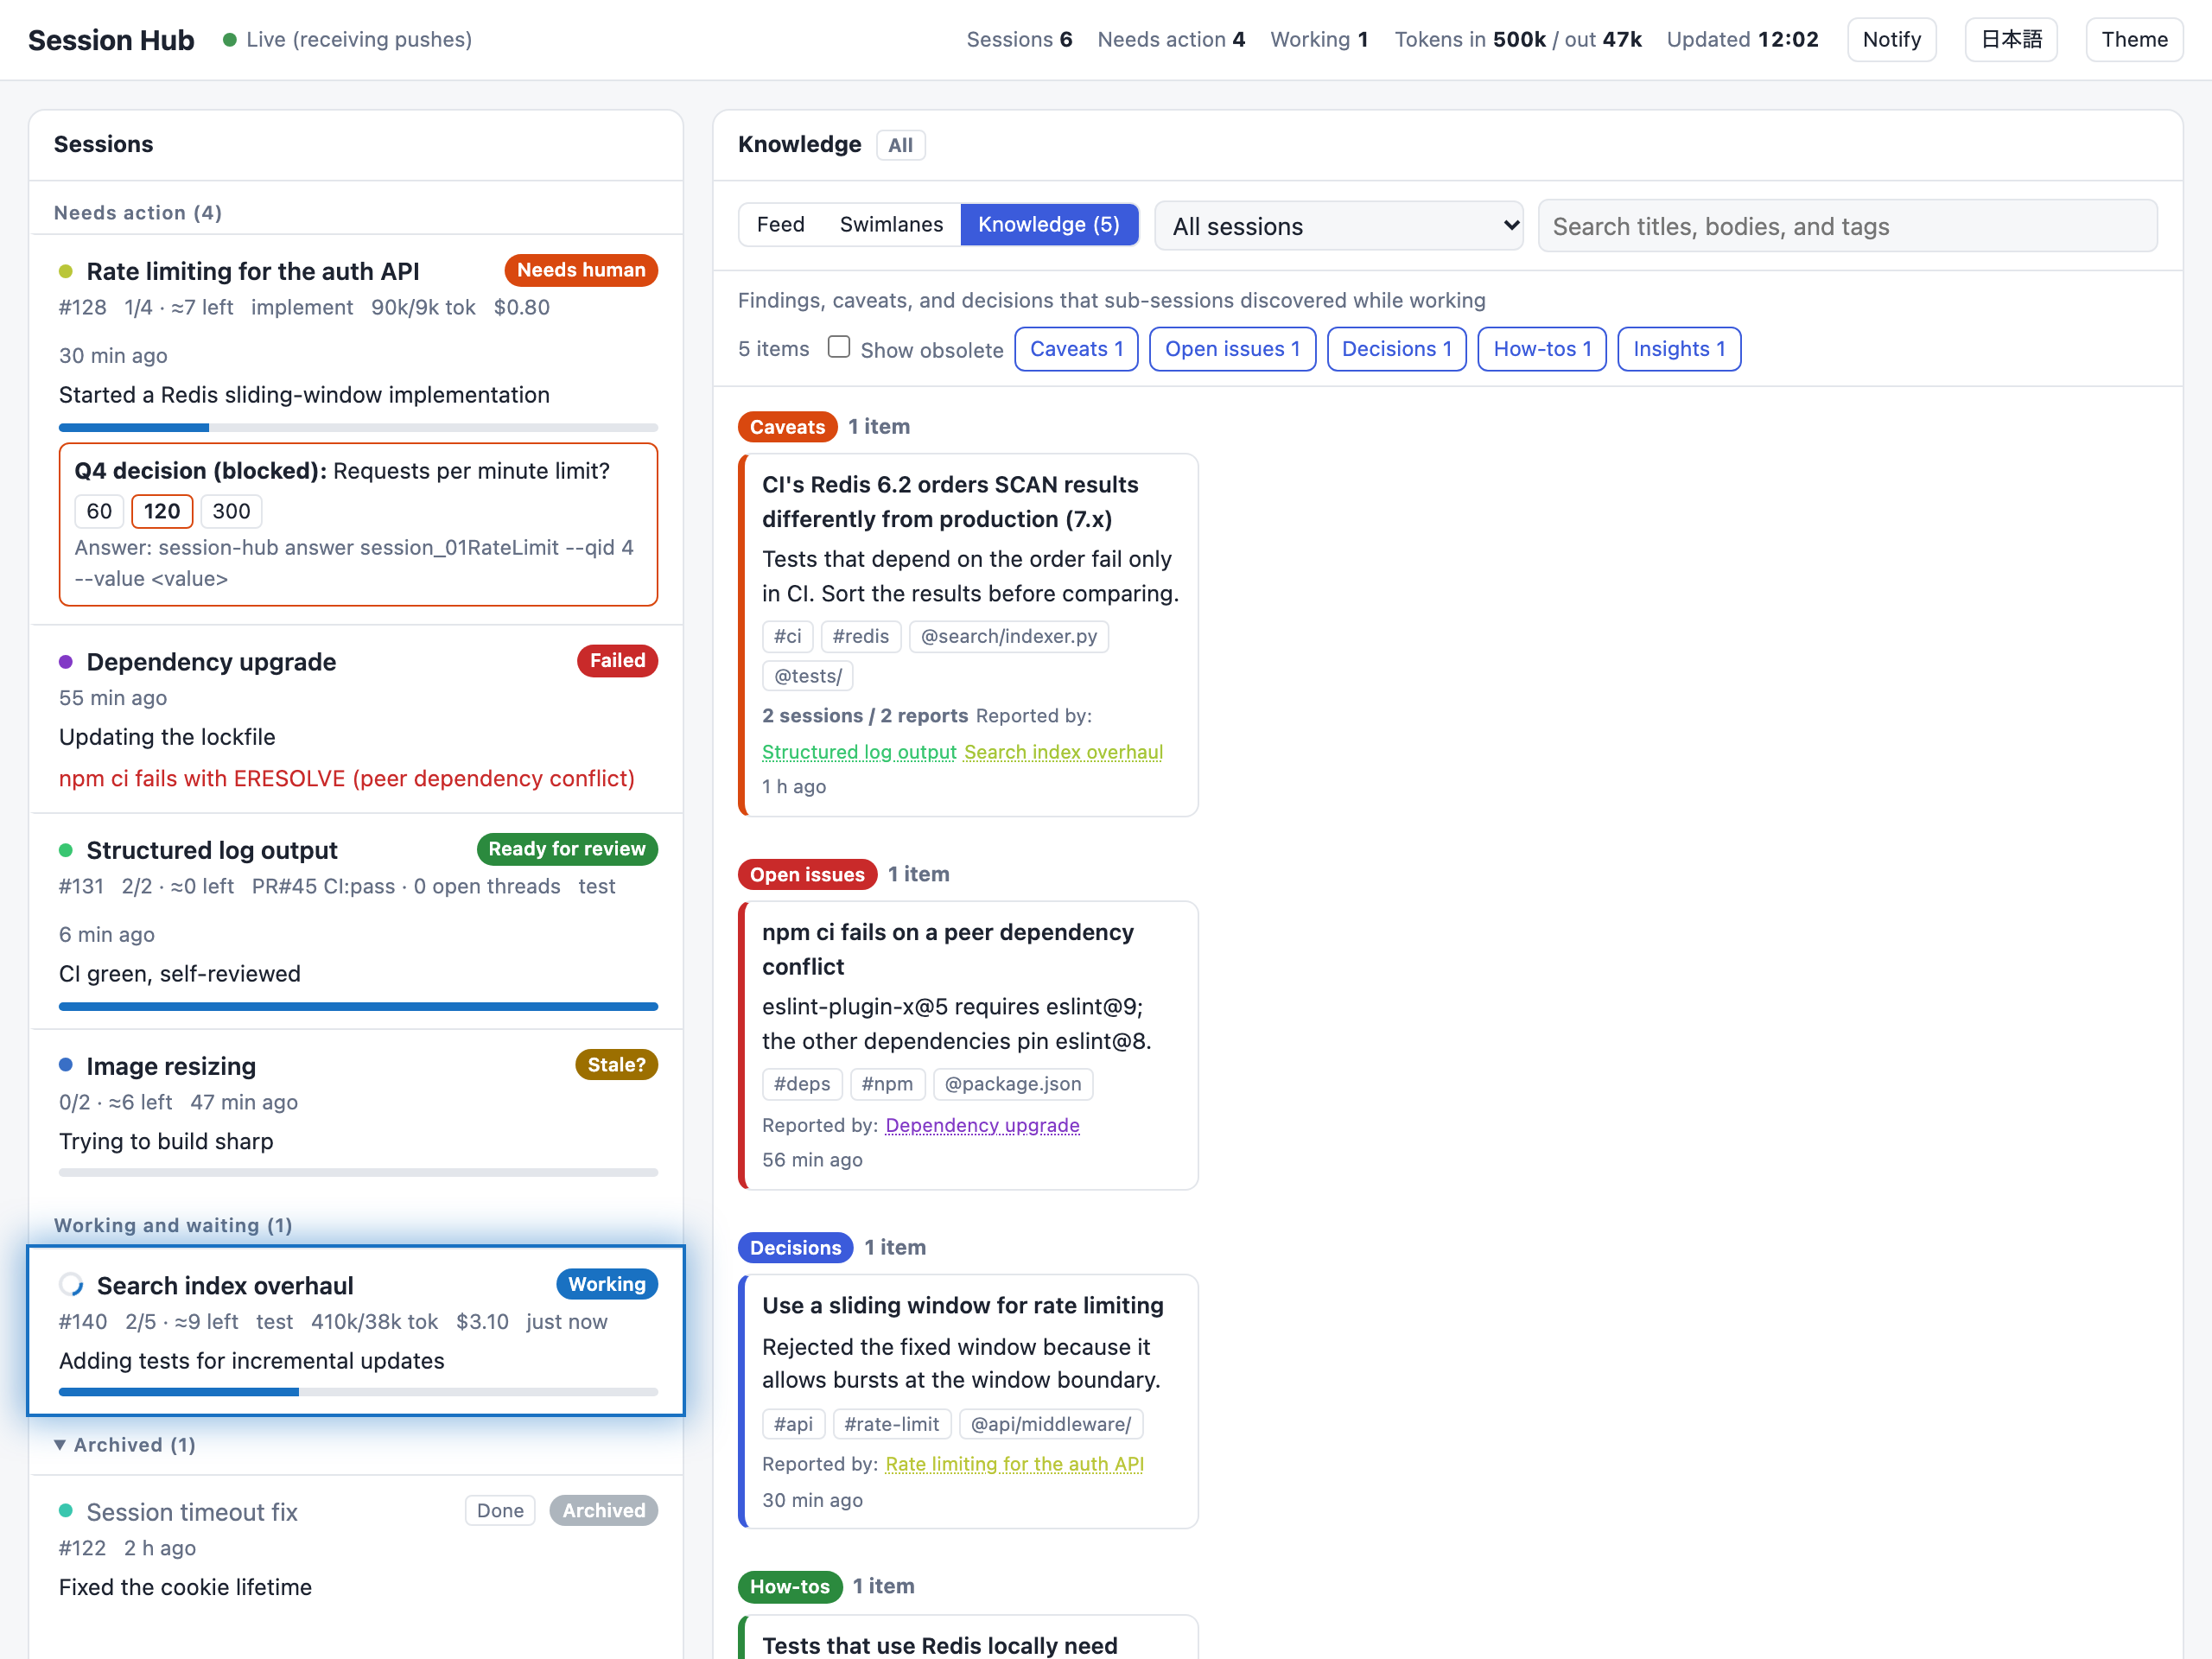 Session Hub
Live (receiving pushes)
Sessions 6 Needs action 4 Working 1 Tokens in 500k / out 47k Updated 12:02
Notify
日本語
Theme
Sessions
Needs action (4)
Rate limiting for the auth API
Needs human
#128 1/4 · ≈7 left implement 90k/9k tok $0.80
30 min ago
Started a Redis sliding-window implementation
Q4 decision (blocked): Requests per minute limit?
60 120 300
Answer: session-hub answer session_01RateLimit --qid 4
--value <value>
Dependency upgrade
Failed
55 min ago
Updating the lockfile
npm ci fails with ERESOLVE (peer dependency conflict)
Structured log output
Ready for review
#131 2/2 · ≈0 left PR#45 CI:pass · 0 open threads test
6 min ago
CI green, self-reviewed
Image resizing
Stale?
0/2 · ≈6 left 47 min ago
Trying to build sharp
Working and waiting (1)
Search index overhaul
Working
#140 2/5 · ≈9 left test 410k/38k tok $3.10 just now
Adding tests for incremental updates
▼ Archived (1)
Session timeout fix
Done
Archived
#122 2 h ago
Fixed the cookie lifetime
Knowledge
All
Feed
Swimlanes
Knowledge (5)
All sessions
Search titles, bodies, and tags
Findings, caveats, and decisions that sub-sessions discovered while working
5 items
Show obsolete
Caveats 1
Open issues 1
Decisions 1
How-tos 1
Insights 1
Caveats 1 item
CI's Redis 6.2 orders SCAN results
differently from production (7.x)
Tests that depend on the order fail only
in CI. Sort the results before comparing.
#ci #redis @search/indexer.py
@tests/
2 sessions / 2 reports Reported by:
Structured log output Search index overhaul
1 h ago
Open issues 1 item
npm ci fails on a peer dependency
conflict
eslint-plugin-x@5 requires eslint@9;
the other dependencies pin eslint@8.
#deps #npm @package.json
Reported by: Dependency upgrade
56 min ago
Decisions 1 item
Use a sliding window for rate limiting
Rejected the fixed window because it
allows bursts at the window boundary.
#api #rate-limit @api/middleware/
Reported by: Rate limiting for the auth API
30 min ago
How-tos 1 item
Tests that use Redis locally need